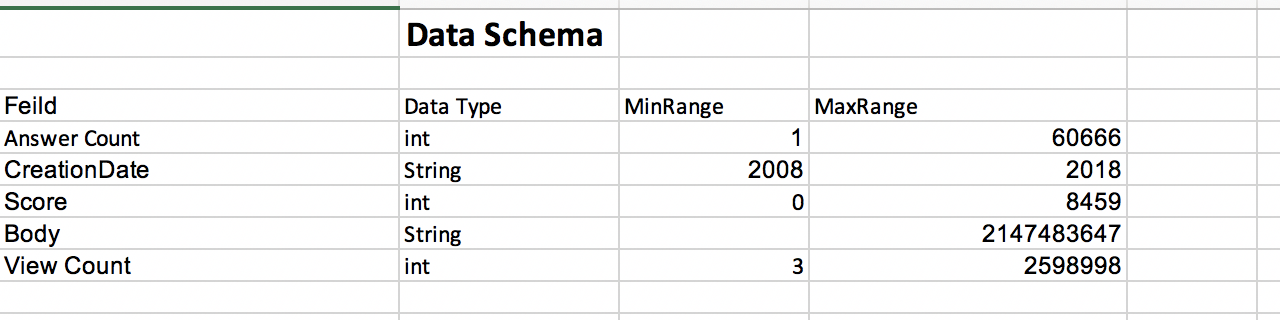 Data Schema
Feild Data Type MinRange MaxRange
Answer Count int 1 60666
CreationDate String 2008 2018
Score int 0 8459
Body String 2147483647
View Count int 3 2598998